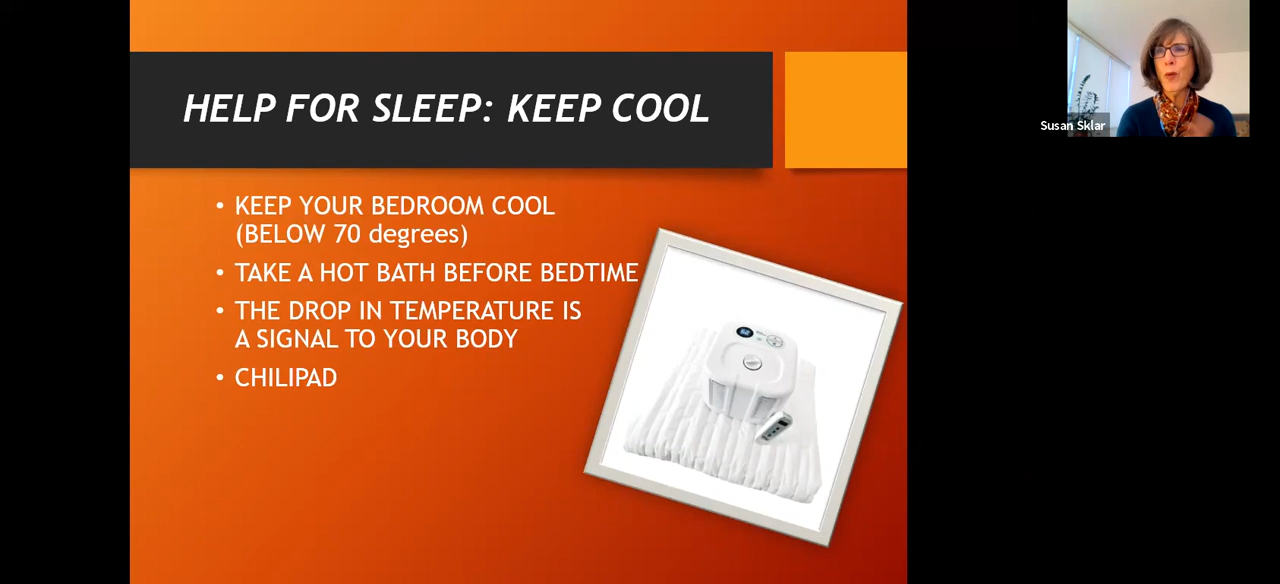 HELP FOR SLEEP: KEEP COOL
Susan Sklar
• KEEP YOUR BEDROOM COOL
(BELOW 70 degrees)
• TAKE A HOT BATH BEFORE BEDTIME
• THE DROP IN TEMPERATURE IS
A SIGNAL TO YOUR BODY
• CHILIPAD